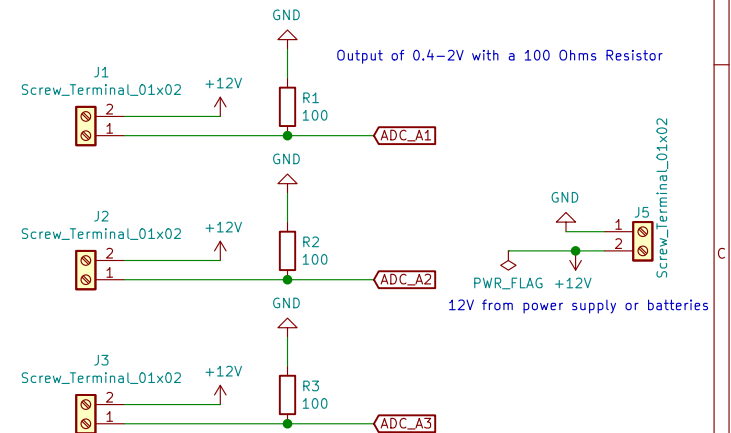 GND
Output of 0.4-2V with a 100 Ohms Resistor
J1
Screw_Terminal_01x02
+12V
2
1
R1
100
ADC_A1
GND
J2
Screw_Terminal_01x02
+12V
2
1
R2
100
ADC_A2
GND
J5
Screw_Terminal_01x02
1
2
PWR_FLAG
+12V
12V from power supply or batteries
C
GND
J3
Screw_Terminal_01x02
+12V
2
1
R3
100
ADC_A3